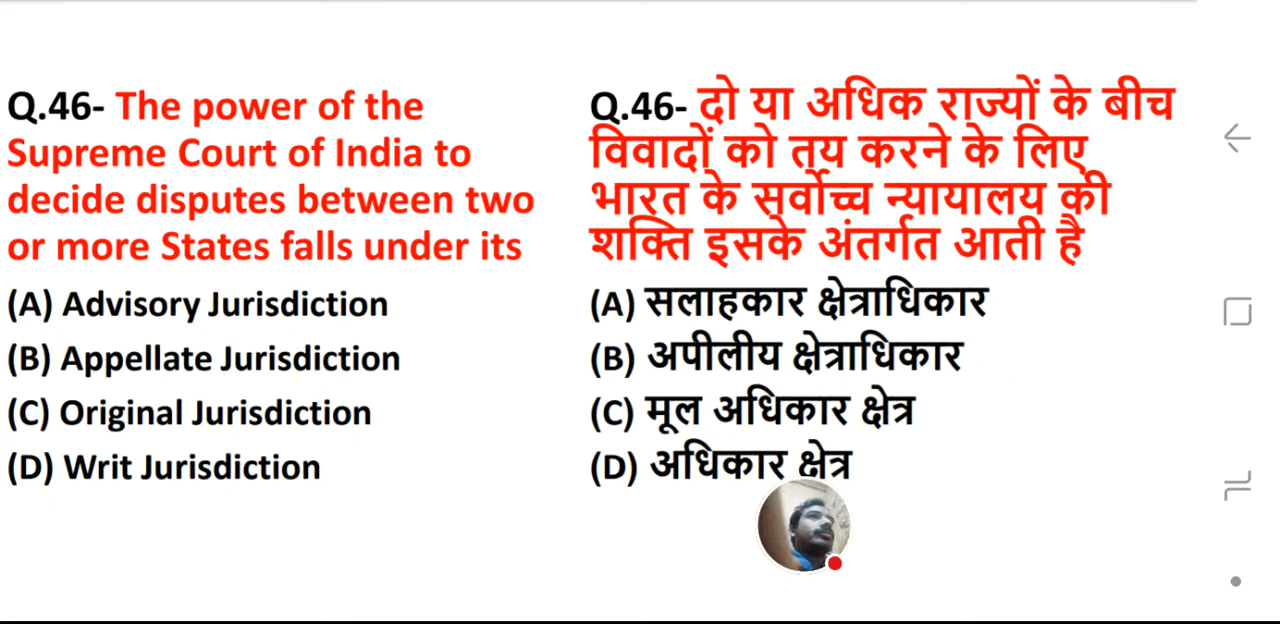 Q.46- The power of the
Supreme Court of India to
decide disputes between two
or more States falls under its
(A) Advisory Jurisdiction
(B) Appellate Jurisdiction
(C) Original Jurisdiction
(D) Writ Jurisdiction
Q.46- दो या अधिक राज्यों के बीच
विवादों को तय करने के लिए
भारत के सर्वोच्च न्यायालय की
शक्ति इसके अंतर्गत आती है
(A) सलाहकार क्षेत्राधिकार
(B) अपीलीय क्षेत्राधिकार
(C) मूल अधिकार क्षेत्र
(D) अधिकार क्षेत्र